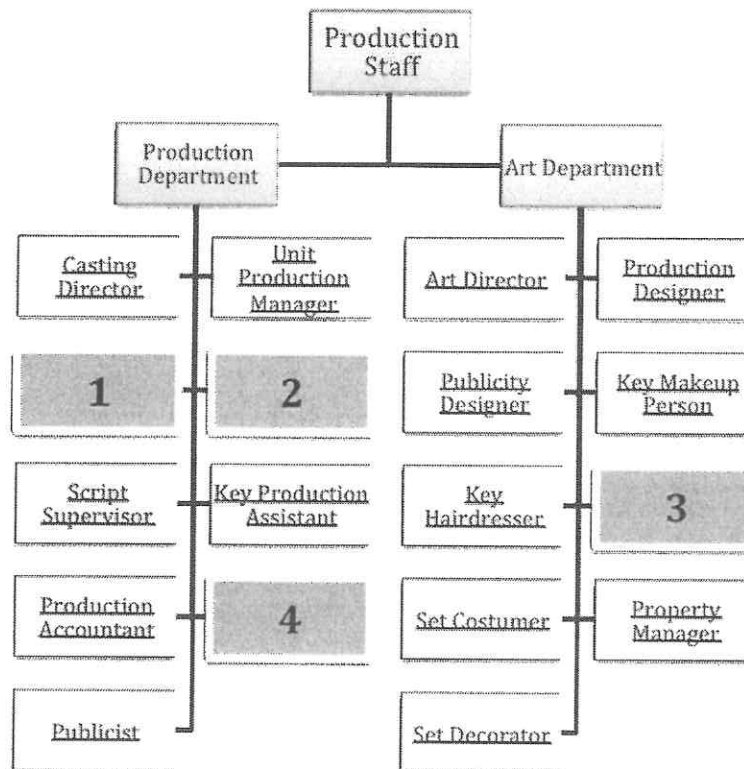 Production
Staff
Production
Department
Art Department
Casting
Director
Unit
Production
Manager
Art Director
Production
Designer
1
2
Publicity
Designer
Key Makeup
Person
Script
Supervisor
Key Production
Assistant
Key
Hairdresser
3
Production
Accountant
4
Set Costumer
Property
Manager
Publicist
Set Decorator